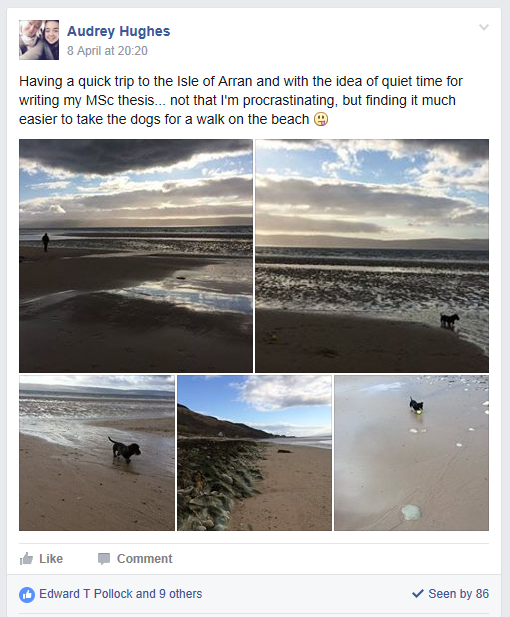 Audrey Hughes
8 April at 20:20
Having a quick trip to the Isle of Arran and with the idea of quiet time for
writing my MSc thesis... not that I'm procrastinating, but finding it much
easier to take the dogs for a walk on the beach 😛
Like Comment
Edward T Pollock and 9 others Seen by 86